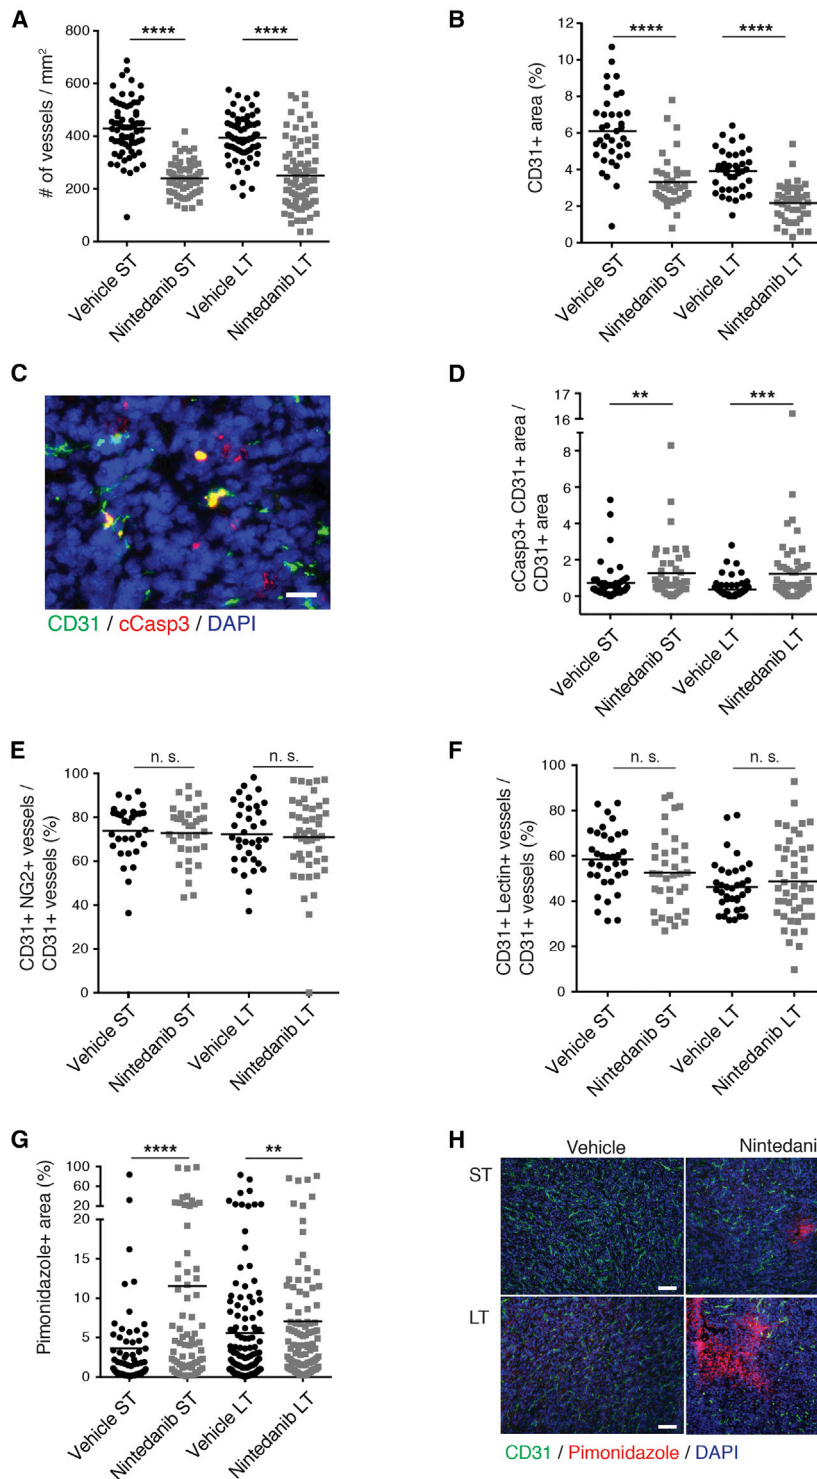 A
# of vessels / mm²
800
600
400
200
0
****
****
Vehicle ST
Nintedanib ST
Vehicle LT
Nintedanib LT
B
CD31+ area (%)
12
10
8
6
4
2
0
****
****
Vehicle ST
Nintedanib ST
Vehicle LT
Nintedanib LT
C
CD31 / cCasp3 / DAPI
D
cCasp3+ CD31+ area /
CD31+ area
17
16
8
6
4
2
0
**
***
Vehicle ST
Nintedanib ST
Vehicle LT
Nintedanib LT
E
CD31+ NG2+ vessels /
CD31+ vessels (%)
100
80
60
40
20
0
n. s.
n. s.
Vehicle ST
Nintedanib ST
Vehicle LT
Nintedanib LT
F
CD31+ Lectin+ vessels /
CD31+ vessels (%)
100
80
60
40
20
0
n. s.
n. s.
Vehicle ST
Nintedanib ST
Vehicle LT
Nintedanib LT
G
Pimonidazole+ area (%)
100
80
60
40
20
20
15
10
5
0
****
**
Vehicle ST
Nintedanib ST
Vehicle LT
Nintedanib LT
H
Vehicle
Nintedani
ST
LT
CD31 / Pimonidazole / DAPI